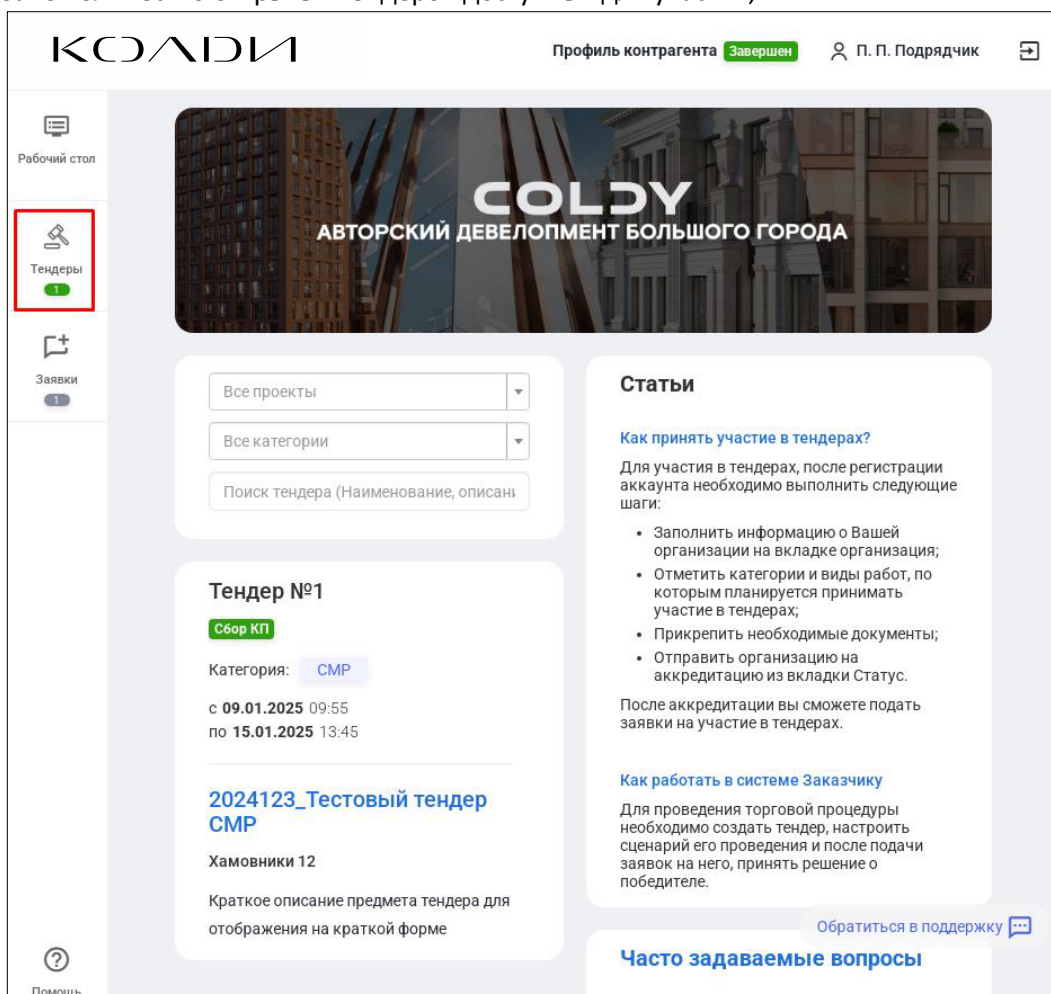 КОЛДИ
Профиль контрагента Завершен П. П. Подрядчик
Рабочий стол
Тендеры
1
Заявки
1
COLDY
АВТОРСКИЙ ДЕВЕЛОПМЕНТ БОЛЬШОГО ГОРОДА
Все проекты
Все категории
Поиск тендера (Наименование, описани
Тендер №1
Сбор КП
Категория: СМР
с 09.01.2025 09:55
по 15.01.2025 13:45
2024123_Тестовый тендер
СМР
Хамовники 12
Краткое описание предмета тендера для
отображения на краткой форме
Статьи
Как принять участие в тендерах?
Для участия в тендерах, после регистрации
аккаунта необходимо выполнить следующие
шаги:
• Заполнить информацию о Вашей
организации на вкладке организация;
• Отметить категории и виды работ, по
которым планируется принимать
участие в тендерах;
• Прикрепить необходимые документы;
• Отправить организацию на
аккредитацию из вкладки Статус.
После аккредитации вы сможете подать
заявки на участие в тендерах.
Как работать в системе Заказчику
Для проведения торговой процедуры
необходимо создать тендер, настроить
сценарий его проведения и после подачи
заявок на него, принять решение о
победителе.
Обратиться в поддержку
Часто задаваемые вопросы
Помощь